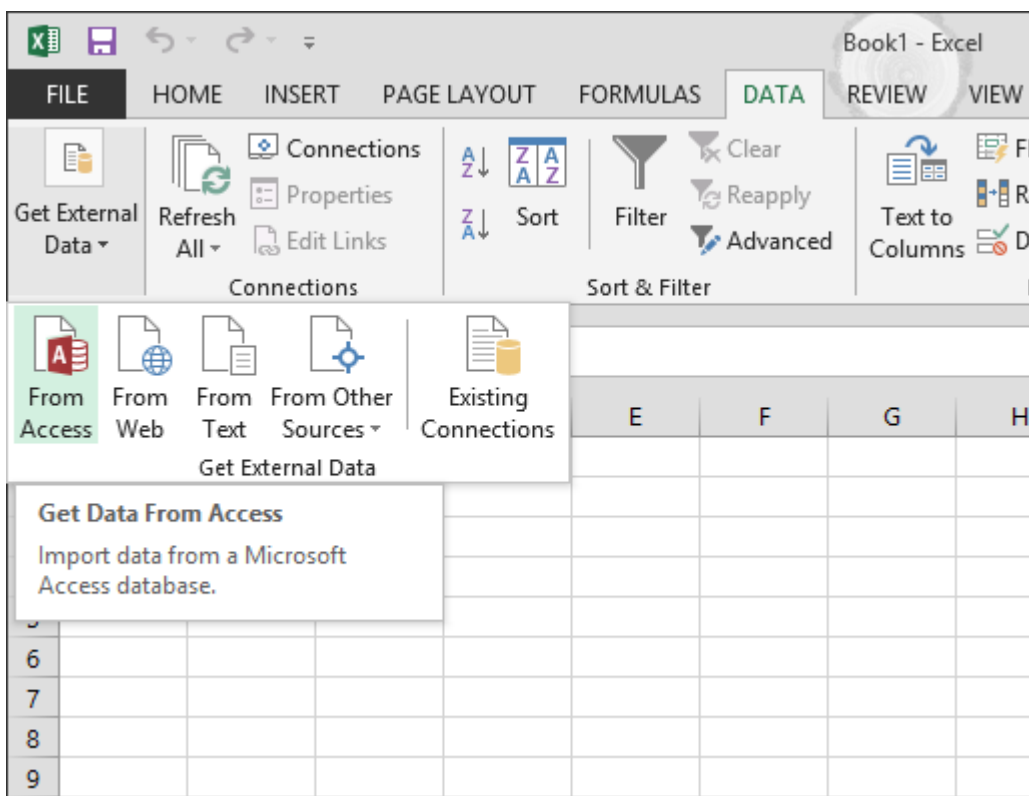 Book1 - Excel
FILE HOME INSERT PAGE LAYOUT FORMULAS DATA REVIEW VIEW
Get External Data
Refresh All
Connections
Properties
Edit Links
Connections
A Z
Z A
Z A A Z
Sort
Filter
Clear
Reapply
Advanced
Sort & Filter
Text to
Columns
From
Access
From
Web
From
Text
From Other
Sources
Existing
Connections
Get External Data
Get Data From Access
Import data from a Microsoft
Access database.
E F G H
6
7
8
9